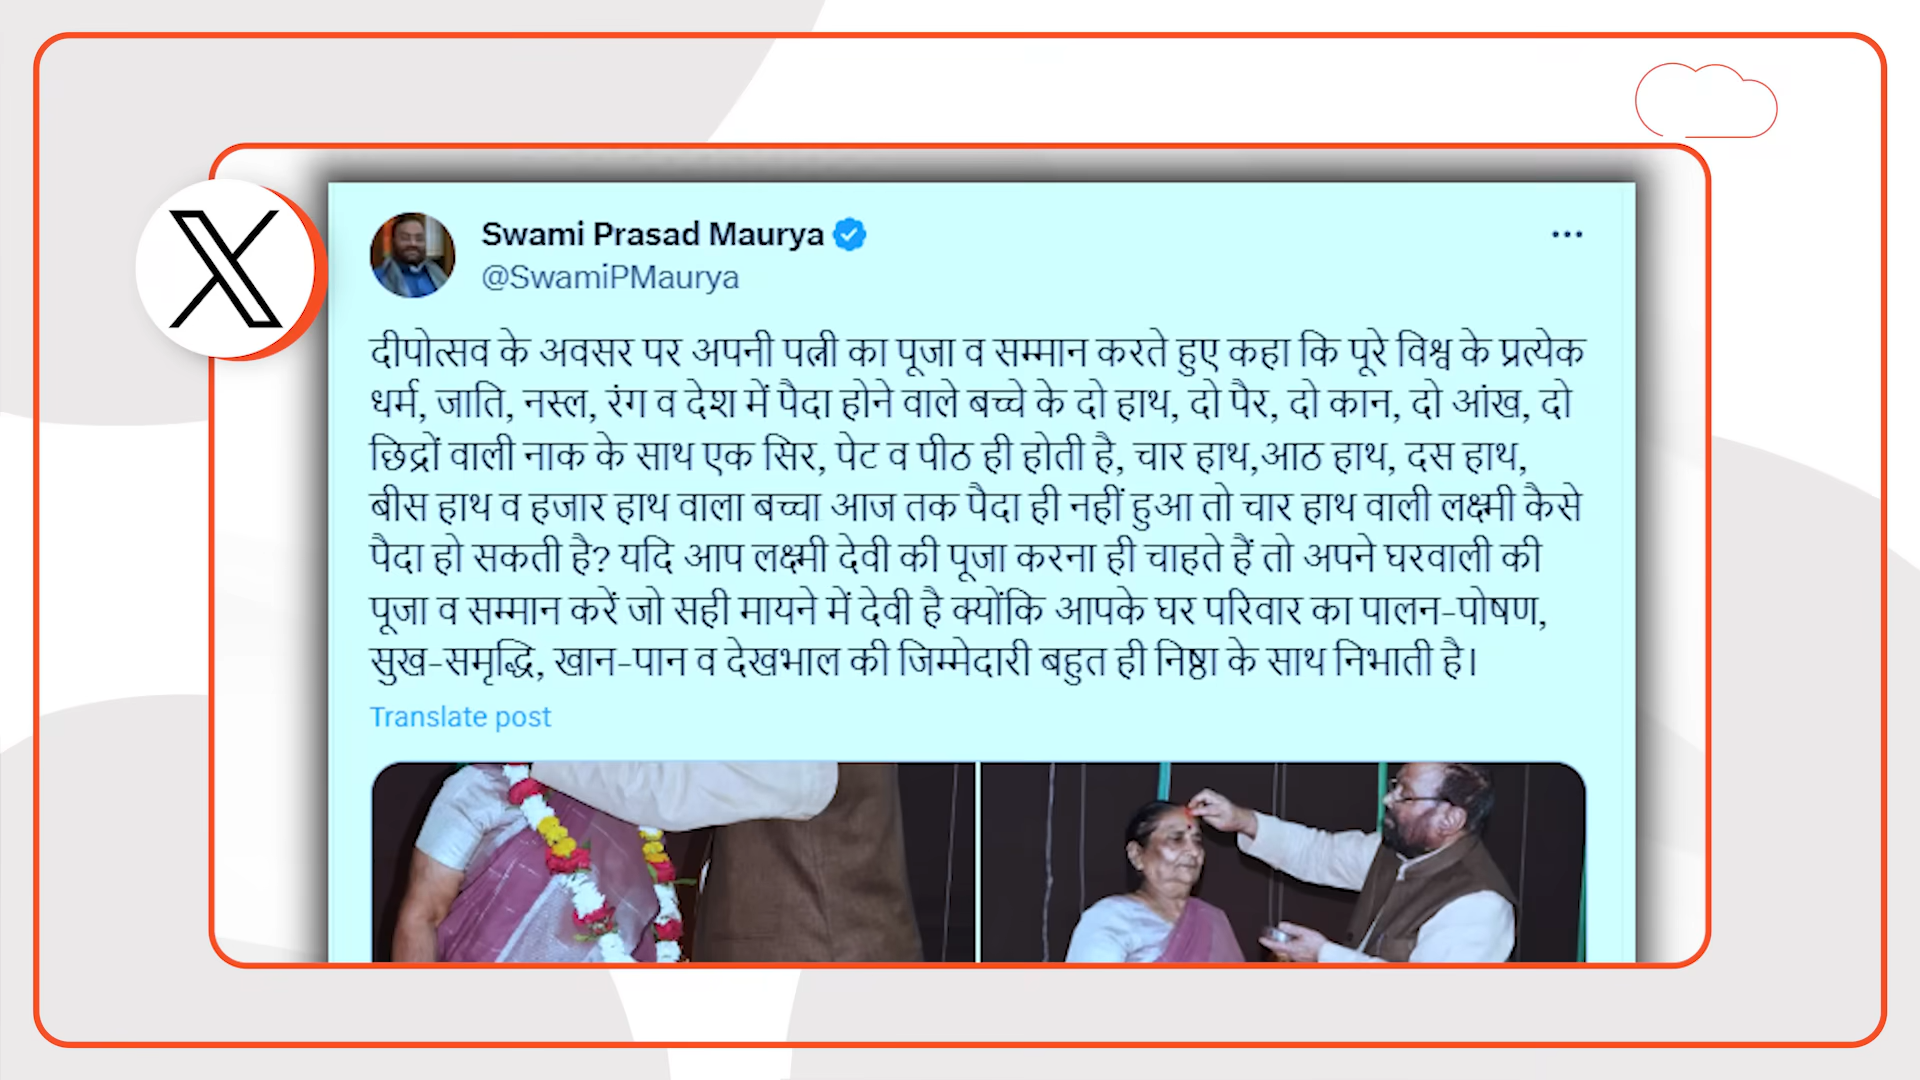 Swami Prasad Maurya
@SwamiPMaurya
दीपोत्सव के अवसर पर अपनी पत्नी का पूजा व सम्मान करते हुए कहा कि पूरे विश्व के प्रत्येक
धर्म, जाति, नस्ल, रंग व देश में पैदा होने वाले बच्चे के दो हाथ, दो पैर, दो कान, दो आंख, दो
छिद्रों वाली नाक के साथ एक सिर, पेट व पीठ ही होती है, चार हाथ,आठ हाथ, दस हाथ,
बीस हाथ व हजार हाथ वाला बच्चा आज तक पैदा ही नहीं हुआ तो चार हाथ वाली लक्ष्मी कैसे
पैदा हो सकती है? यदि आप लक्ष्मी देवी की पूजा करना ही चाहते हैं तो अपने घरवाली की
पूजा व सम्मान करें जो सही मायने में देवी है क्योंकि आपके घर परिवार का पालन-पोषण,
सुख-समृद्धि, खान-पान व देखभाल की जिम्मेदारी बहुत ही निष्ठा के साथ निभाती है।
Translate post